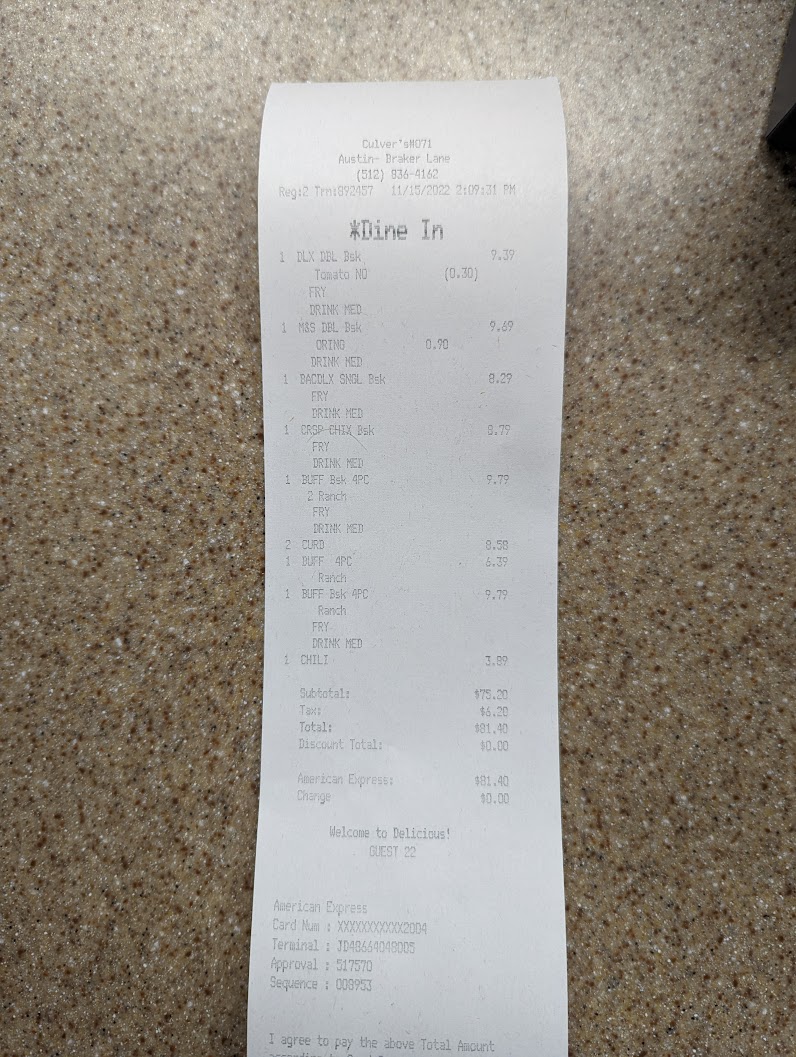 Culver'sNO71
Austin- Braker Lane
(512) 836-4162
Reg:2 Trn:892457 11/15/2022 2:09:31 PM
*Dine In
1 DLX DBL Bsk 9.39
Tomato NO (0.30)
FRY
DRINK MED
1 M&S DBL Bsk 9.69
ORING 0.90
DRINK MED
1 BACDLX SNGL Bsk 8.29
FRY
DRINK MED
1 CRSP CHIX Bsk 8.79
FRY
DRINK MED
1 BUFF Bsk 4PC 9.79
2 Ranch
FRY
DRINK MED
2 CURD 8.58
1 BUFF 4PC 6.39
Ranch
1 BUFF Bsk 4PC 9.79
Ranch
FRY
DRINK MED
1 CHILI 3.89
Subtotal: $75.20
Tax: $6.20
Total: $81.40
Discount Total: $0.00
American Express: $81.40
Change $0.00
Welcome to Delicious!
GUEST 22
American Express
Card Num : XXXXXXXXXXX2004
Terminal : JD48664048005
Approval : 517570
Sequence : 008953
I agree to pay the above Total Amount